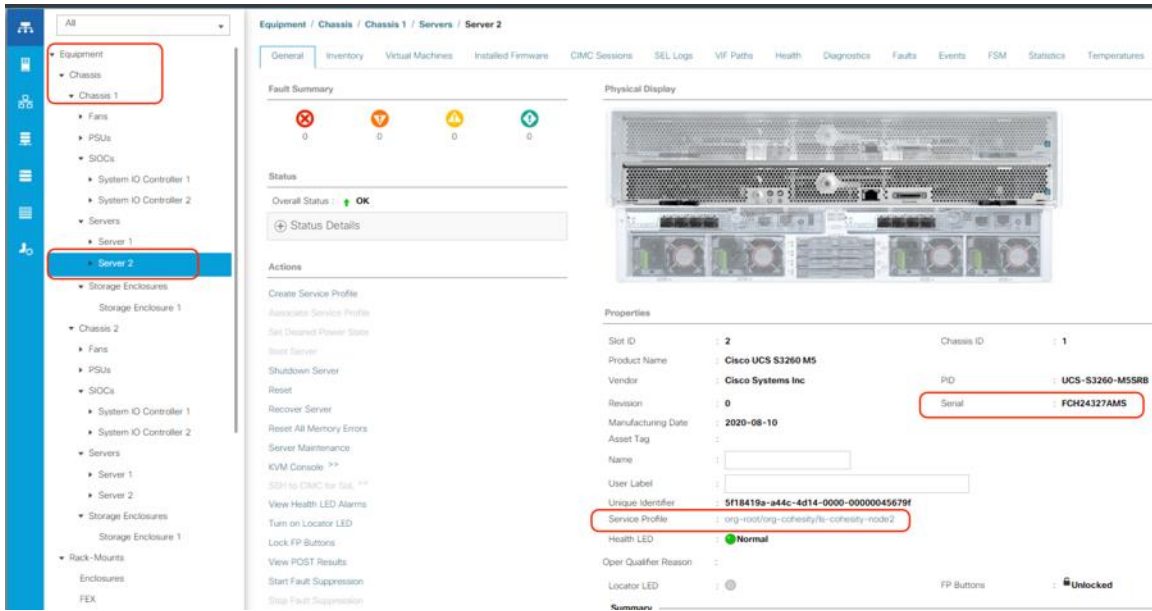 All
Equipment
Chassis
Chassis 1
Fans
PSUs
SIOCs
System IO Controller 1
System IO Controller 2
Servers
Server 1
Server 2
Storage Enclosures
Storage Enclosure 1
Chassis 2
Fans
PSUs
SIOCs
System IO Controller 1
System IO Controller 2
Servers
Server 1
Server 2
Storage Enclosures
Storage Enclosure 1
Rack-Mounts
Enclosures
FEX
Equipment / Chassis / Chassis 1 / Servers / Server 2
General Inventory Virtual Machines Installed Firmware CIMC Sessions SEL Logs VIF Paths Health Diagnostics Faults Events FSM Statistics Temperatures
Fault Summary
0 0 0 0
Status
Overall Status : OK
Status Details
Actions
Create Service Profile
Associate Service Profile
Set Desired Power State
Boot Server
Shutdown Server
Reset
Recover Server
Reset All Memory Errors
Server Maintenance
KVM Console >>
SSH to CIMC for SoL >>
View Health LED Alarms
Turn on Locator LED
Lock FP Buttons
View POST Results
Start Fault Suppression
Stop Fault Suppression
Physical Display
Properties
Slot ID : 2 Chassis ID : 1
Product Name : Cisco UCS S3260 M5
Vendor : Cisco Systems Inc PID : UCS-S3260-M5SRB
Revision : 0 Serial : FCH24327AMS
Manufacturing Date : 2020-08-10
Asset Tag :
Name :
User Label :
Unique Identifier : 5f18419a-a44c-4d14-0000-00000045679f
Service Profile : org-root/org-cohesity/ls-cohesity-node2
Health LED : Normal
Oper Qualifier Reason :
Locator LED : FP Buttons : Unlocked
Summary